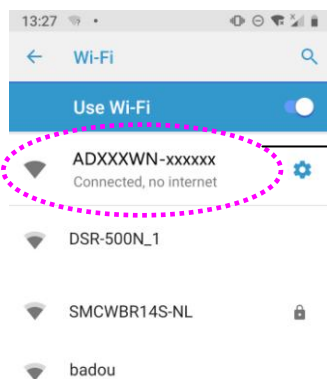 13:27
Wi-Fi
Use Wi-Fi
ADXXXWN-xxxxxx
Connected, no internet
DSR-500N_1
SMCWBR14S-NL
badou